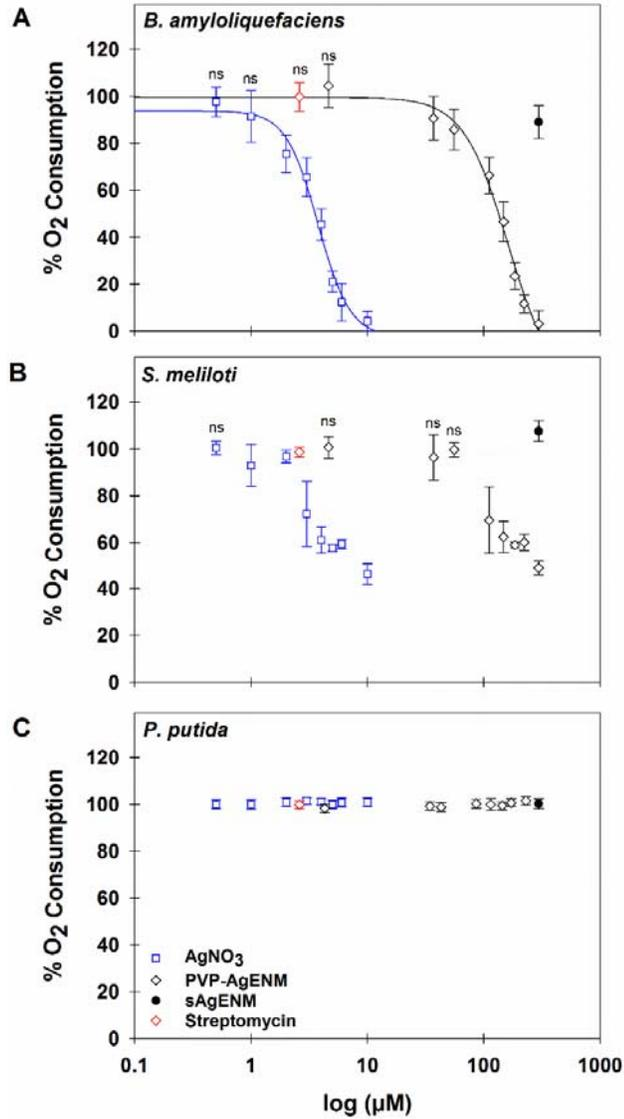 A
B. amyloliquefaciens
120
100
80
60
40
20
0
% O2 Consumption
ns
ns
ns
ns
B
S. meliloti
120
100
80
60
40
20
0
% O2 Consumption
ns
ns
ns
ns
C
P. putida
120
100
80
60
40
20
0
% O2 Consumption
AgNO3
PVP-AgENM
sAgENM
Streptomycin
0.1
1
10
100
1000
log (µM)